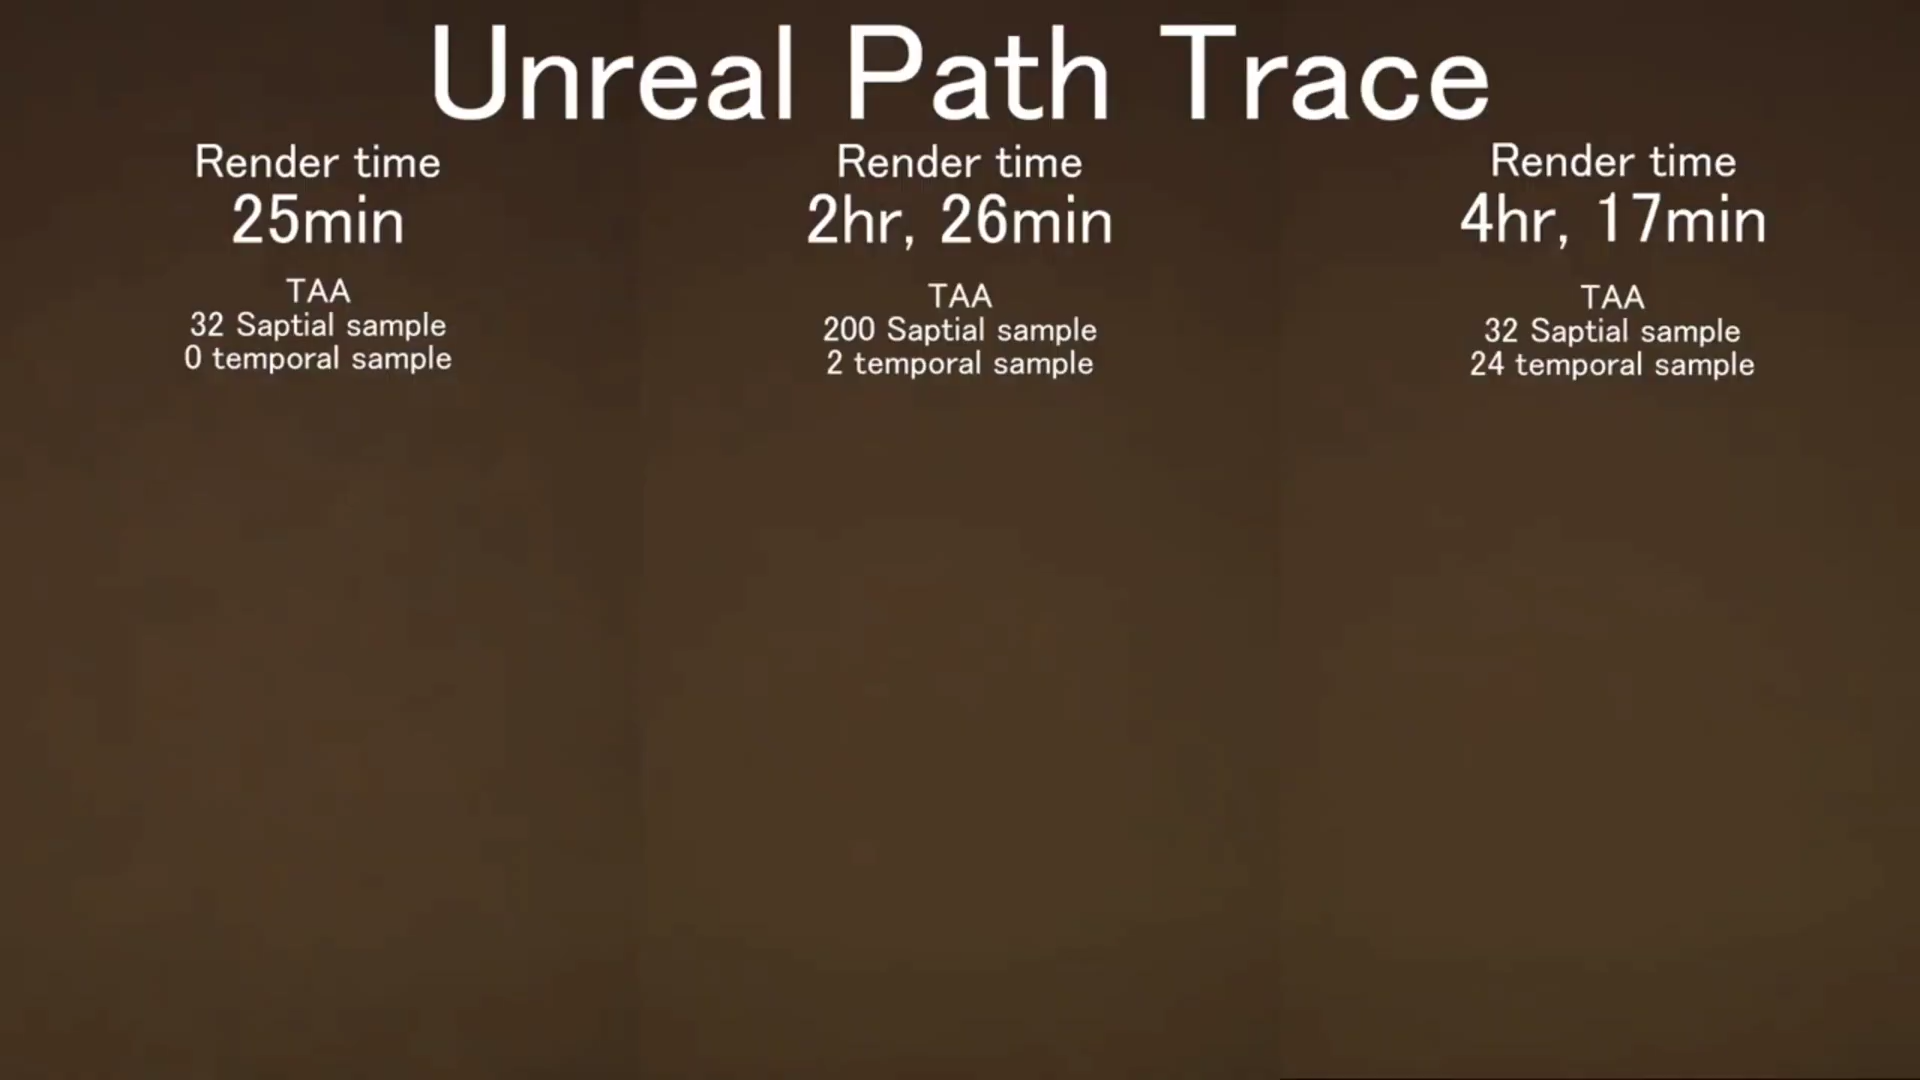 Unreal Path Trace
Render time
25min
TAA
32 Saptial sample
0 temporal sample
Render time
2hr, 26min
TAA
200 Saptial sample
2 temporal sample
Render time
4hr, 17min
TAA
32 Saptial sample
24 temporal sample